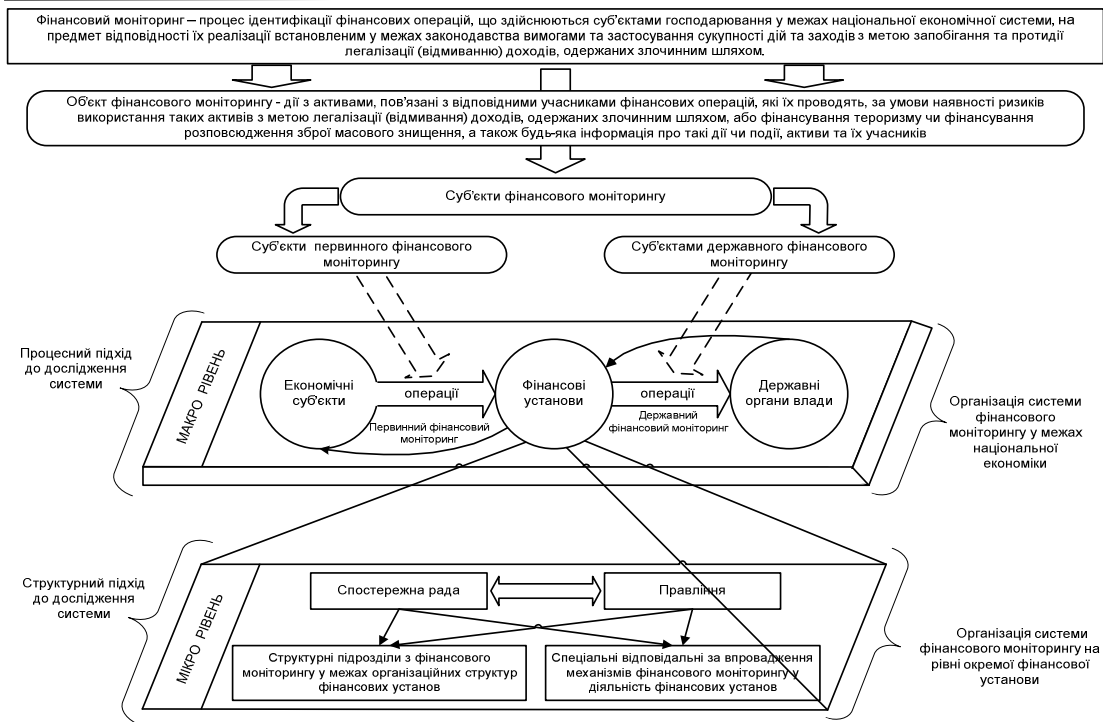 Фінансовий моніторинг – процес ідентифікації фінансових операцій, що здійснюються суб'єктами господарювання у межах національної економічної системи, на
предмет відповідності їх реалізації встановленим у межах законодавства вимогами та застосування сукупності дій та заходів з метою запобігання та протидії
легалізації (відмиванню) доходів, одержаних злочинним шляхом.
Об'єкт фінансового моніторингу - дії з активами, пов'язані з відповідними учасниками фінансових операцій, які їх проводять, за умови наявності ризиків
використання таких активів з метою легалізації (відмивання) доходів, одержаних злочинним шляхом, або фінансування тероризму чи фінансування
розповсюдження зброї масового знищення, а також будь-яка інформація про такі дії чи події, активи та їх учасників
Суб'єкти фінансового моніторингу
Суб'єкти первинного фінансового
моніторингу
Суб'єктами державного фінансового
моніторингу
Процесний підхід
до дослідження
системи
МАКРО РІВЕНЬ
Економічні
суб'єкти
операції
Первинний фінансовий
моніторинг
Фінансові
установи
операції
Державний
фінансовий моніторинг
Державні
органи влади
Організація системи
фінансового
моніторингу у межах
національної
економіки
Структурний підхід
до дослідження
системи
МІКРО РІВЕНЬ
Спостережна рада
Правління
Структурні підрозділи з фінансового
моніторингу у межах організаційних структур
фінансових установ
Спеціальні відповідальні за впровадження
механізмів фінансового моніторингу у
діяльність фінансових установ
Організація системи
фінансового моніторингу на
рівні окремої фінансової
установи